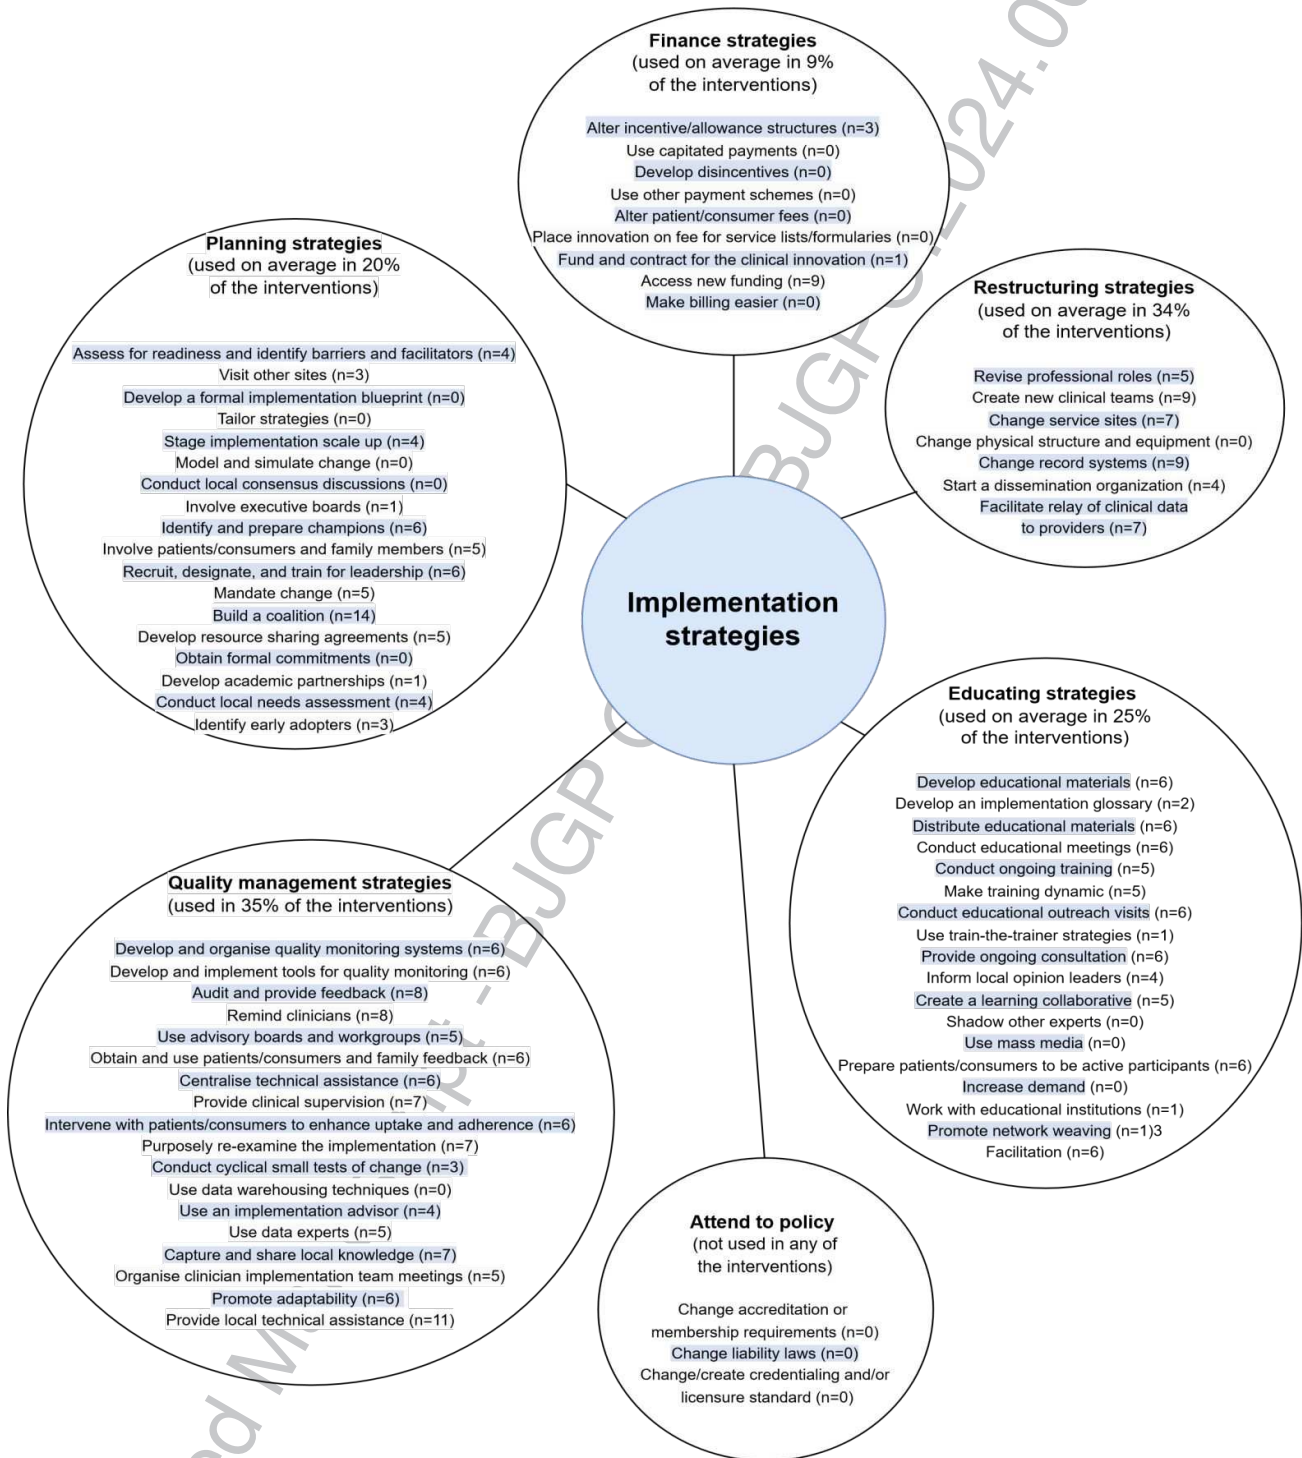 Finance strategies
(used on average in 9%
of the interventions)
Alter incentive/allowance structures (n=3)
Use capitated payments (n=0)
Develop disincentives (n=0)
Use other payment schemes (n=0)
Alter patient/consumer fees (n=0)
Place innovation on fee for service lists/formularies (n=0)
Fund and contract for the clinical innovation (n=1)
Access new funding (n=9)
Make billing easier (n=0)
Planning strategies
(used on average in 20%
of the interventions)
Assess for readiness and identify barriers and facilitators (n=4)
Visit other sites (n=3)
Develop a formal implementation blueprint (n=0)
Tailor strategies (n=0)
Stage implementation scale up (n=4)
Model and simulate change (n=0)
Conduct local consensus discussions (n=0)
Involve executive boards (n=1)
Identify and prepare champions (n=6)
Involve patients/consumers and family members (n=5)
Recruit, designate, and train for leadership (n=6)
Mandate change (n=5)
Build a coalition (n=14)
Develop resource sharing agreements (n=5)
Obtain formal commitments (n=0)
Develop academic partnerships (n=1)
Conduct local needs assessment (n=4)
Identify early adopters (n=3)
Restructuring strategies
(used on average in 34%
of the interventions)
Revise professional roles (n=5)
Create new clinical teams (n=9)
Change service sites (n=7)
Change physical structure and equipment (n=0)
Change record systems (n=9)
Start a dissemination organization (n=4)
Facilitate relay of clinical data
to providers (n=7)
Implementation
strategies
Educating strategies
(used on average in 25%
of the interventions)
Develop educational materials (n=6)
Develop an implementation glossary (n=2)
Distribute educational materials (n=6)
Conduct educational meetings (n=6)
Conduct ongoing training (n=5)
Make training dynamic (n=5)
Conduct educational outreach visits (n=6)
Use train-the-trainer strategies (n=1)
Provide ongoing consultation (n=6)
Inform local opinion leaders (n=4)
Create a learning collaborative (n=5)
Shadow other experts (n=0)
Use mass media (n=0)
Prepare patients/consumers to be active participants (n=6)
Increase demand (n=0)
Work with educational institutions (n=1)
Promote network weaving (n=1)3
Facilitation (n=6)
Quality management strategies
(used in 35% of the interventions)
Develop and organise quality monitoring systems (n=6)
Develop and implement tools for quality monitoring (n=6)
Audit and provide feedback (n=8)
Remind clinicians (n=8)
Use advisory boards and workgroups (n=5)
Obtain and use patients/consumers and family feedback (n=6)
Centralise technical assistance (n=6)
Provide clinical supervision (n=7)
Intervene with patients/consumers to enhance uptake and adherence (n=6)
Purposely re-examine the implementation (n=7)
Conduct cyclical small tests of change (n=3)
Use data warehousing techniques (n=0)
Use an implementation advisor (n=4)
Use data experts (n=5)
Capture and share local knowledge (n=7)
Organise clinician implementation team meetings (n=5)
Promote adaptability (n=6)
Provide local technical assistance (n=11)
Attend to policy
(not used in any of
the interventions)
Change accreditation or
membership requirements (n=0)
Change liability laws (n=0)
Change/create credentialing and/or
licensure standard (n=0)
BJGP